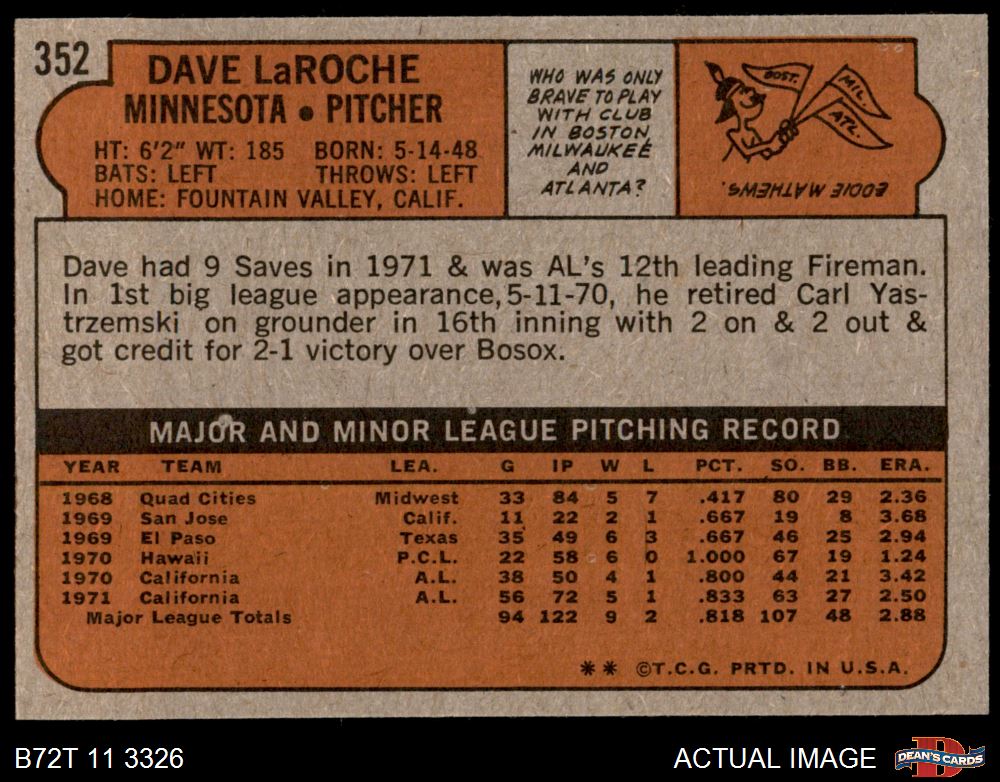 352
DAVE LaROCHE
MINNESOTA • PITCHER
HT: 6'2" WT: 185 BORN: 5-14-48
BATS: LEFT THROWS: LEFT
HOME: FOUNTAIN VALLEY, CALIF.
WHO WAS ONLY
BRAVE TO PLAY
WITH CLUB
IN BOSTON,
MILWAUKEE
AND
ATLANTA?
BOST.
MIL.
ATL.
EDDIE MATHEWS.
Dave had 9 Saves in 1971 & was AL's 12th leading Fireman.
In 1st big league appearance, 5-11-70, he retired Carl Yas-
trzemski on grounder in 16th inning with 2 on & 2 out &
got credit for 2-1 victory over Bosox.
MAJOR AND MINOR LEAGUE PITCHING RECORD
YEAR TEAM LEA. G IP W L PCT. SO. BB. ERA.
1968 Quad Cities Midwest 33 84 5 7 .417 80 29 2.36
1969 San Jose Calif. 11 22 2 1 .667 19 8 3.68
1969 El Paso Texas 35 49 6 3 .667 46 25 2.94
1970 Hawaii P.C.L. 22 58 6 0 1.000 67 19 1.24
1970 California A.L. 38 50 4 1 .800 44 21 3.42
1971 California A.L. 56 72 5 1 .833 63 27 2.50
Major League Totals 94 122 9 2 .818 107 48 2.88
** ©T.C.G. PRTD. IN U.S.A.
B72T 11 3326 ACTUAL IMAGE DEAN'S CARDS